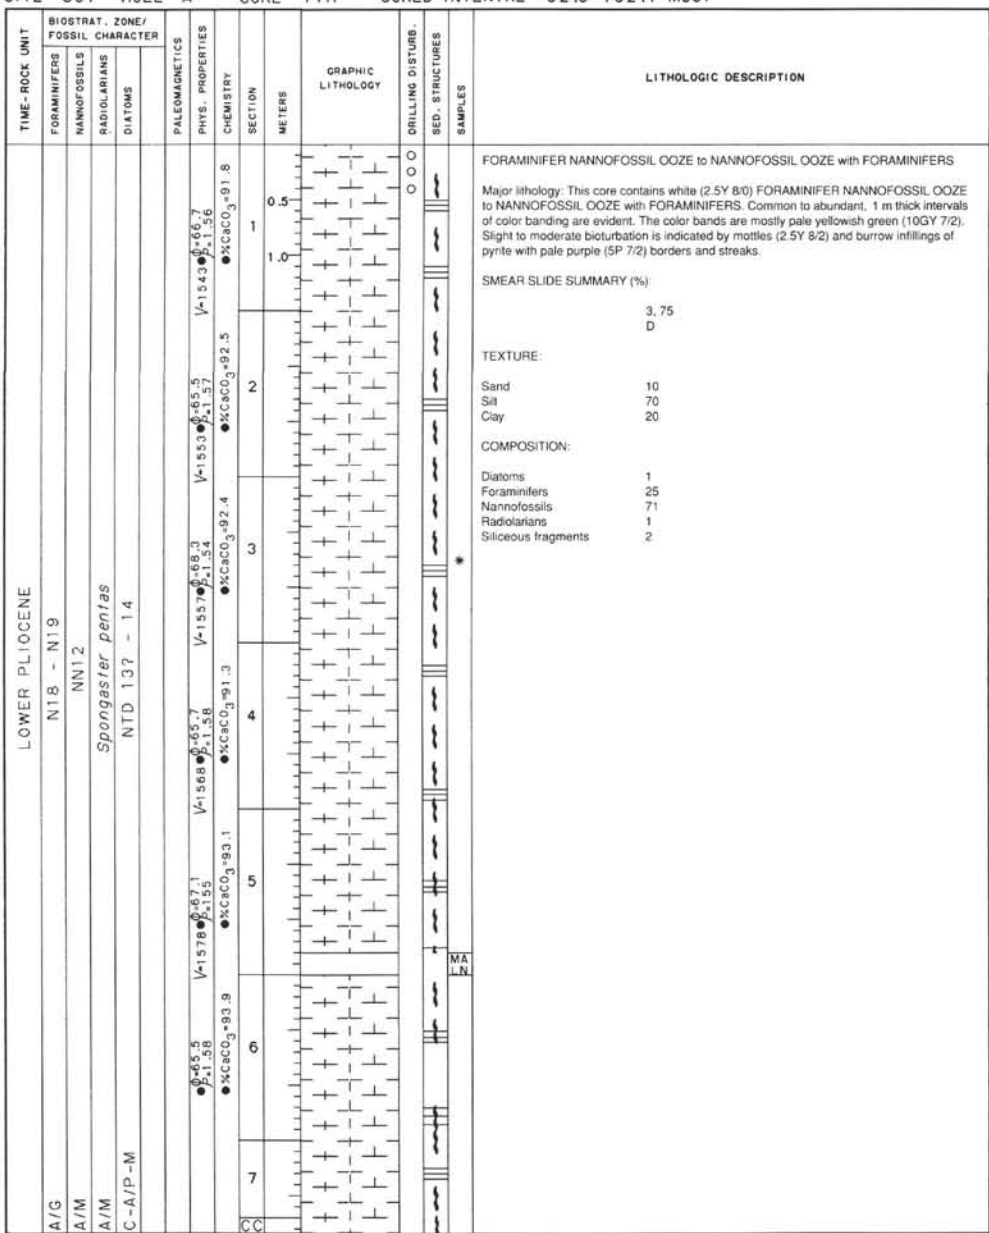 BIOSTRAT. ZONE/
FOSSIL CHARACTER
TIME-ROCK UNIT
FORAMINIFERS
NANNOFOSSILS
RADIOLARIANS
DIATOMS
PALEOMAGNETICS
PHYS. PROPERTIES
CHEMISTRY
SECTION
METERS
GRAPHIC
LITHOLOGY
DRILLING DISTURB.
SED. STRUCTURES
SAMPLES
LITHOLOGIC DESCRIPTION
LOWER PLIOCENE
N18 - N19
NN12
Spongaster pentas
NTD 13? - 14
A/G
A/M
A/M
C-A/P-M
V-1543 ●Φ=66.7
ρ=1.56
●%CaCO3=91.8
1
0.5
1.0
V-1553 ●Φ=65.5
ρ=1.57
●%CaCO3=92.5
2
V-1557 ●Φ=68.3
ρ=1.54
●%CaCO3=92.4
3
*
V-1568 ●Φ=65.7
ρ=1.58
●%CaCO3=91.3
4
V-1578 ●Φ=67.1
ρ=155
●%CaCO3=93.1
5
MA
LN
●Φ=65.5
ρ=1.58
●%CaCO3=93.9
6
7
CC
FORAMINIFER NANNOFOSSIL OOZE to NANNOFOSSIL OOZE with FORAMINIFERS
Major lithology: This core contains white (2.5Y 8/0) FORAMINIFER NANNOFOSSIL OOZE
to NANNOFOSSIL OOZE with FORAMINIFERS. Common to abundant, 1 m thick intervals
of color banding are evident. The color bands are mostly pale yellowish green (10GY 7/2).
Slight to moderate bioturbation is indicated by mottles (2.5Y 8/2) and burrow infillings of
pyrite with pale purple (5P 7/2) borders and streaks.
SMEAR SLIDE SUMMARY (%):
3, 75
D
TEXTURE:
Sand 10
Silt 70
Clay 20
COMPOSITION:
Diatoms 1
Foraminifers 25
Nannofossils 71
Radiolarians 1
Siliceous fragments 2